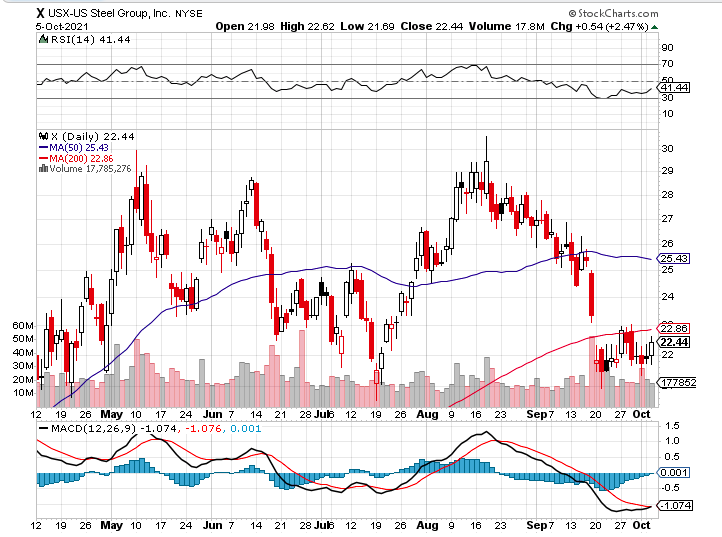 X USX-US Steel Group, Inc. NYSE © StockCharts.com
5-Oct-2021 Open 21.98 High 22.62 Low 21.69 Close 22.44 Volume 17.8M Chg +0.54 (+2.47%)
RSI(14) 41.44
90
70
50
41.44
30
10
X (Daily) 22.44
MA(50) 25.43
MA(200) 22.86
Volume 17,785,276
30
29
28
27
26
25.43
25
24
22.86
22.44
22
21
177852
60M
50M
40M
30M
20M
10M
12 19 26 May 10 17 24 Jun 7 14 21 28 Jul 6 12 19 26 Aug 9 16 23 Sep 7 13 20 27 Oct
MACD(12,26,9) -1.074, -1.076, 0.001
1.5
1.0
0.5
0.001
-0.5
-1.074
12 19 26 May 10 17 24 Jun 7 14 21 28 Jul 6 12 19 26 Aug 9 16 23 Sep 7 13 20 27 Oct